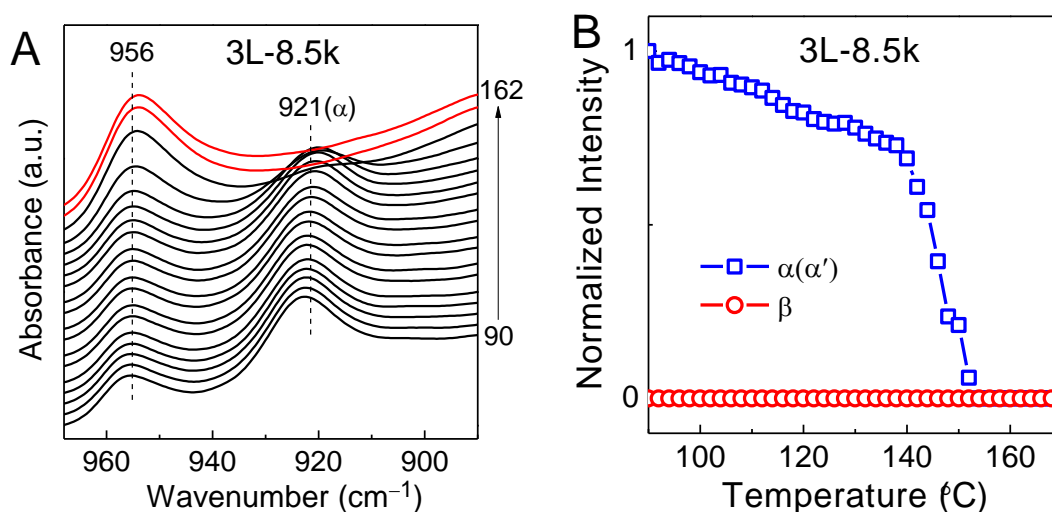 A
3L-8.5k
956
921(α)
162
90
Absorbance (a.u.)
960
940
920
900
Wavenumber (cm⁻¹)
B
3L-8.5k
1
0
Normalized Intensity
α(α′)
β
100
120
140
160
Temperature (°C)